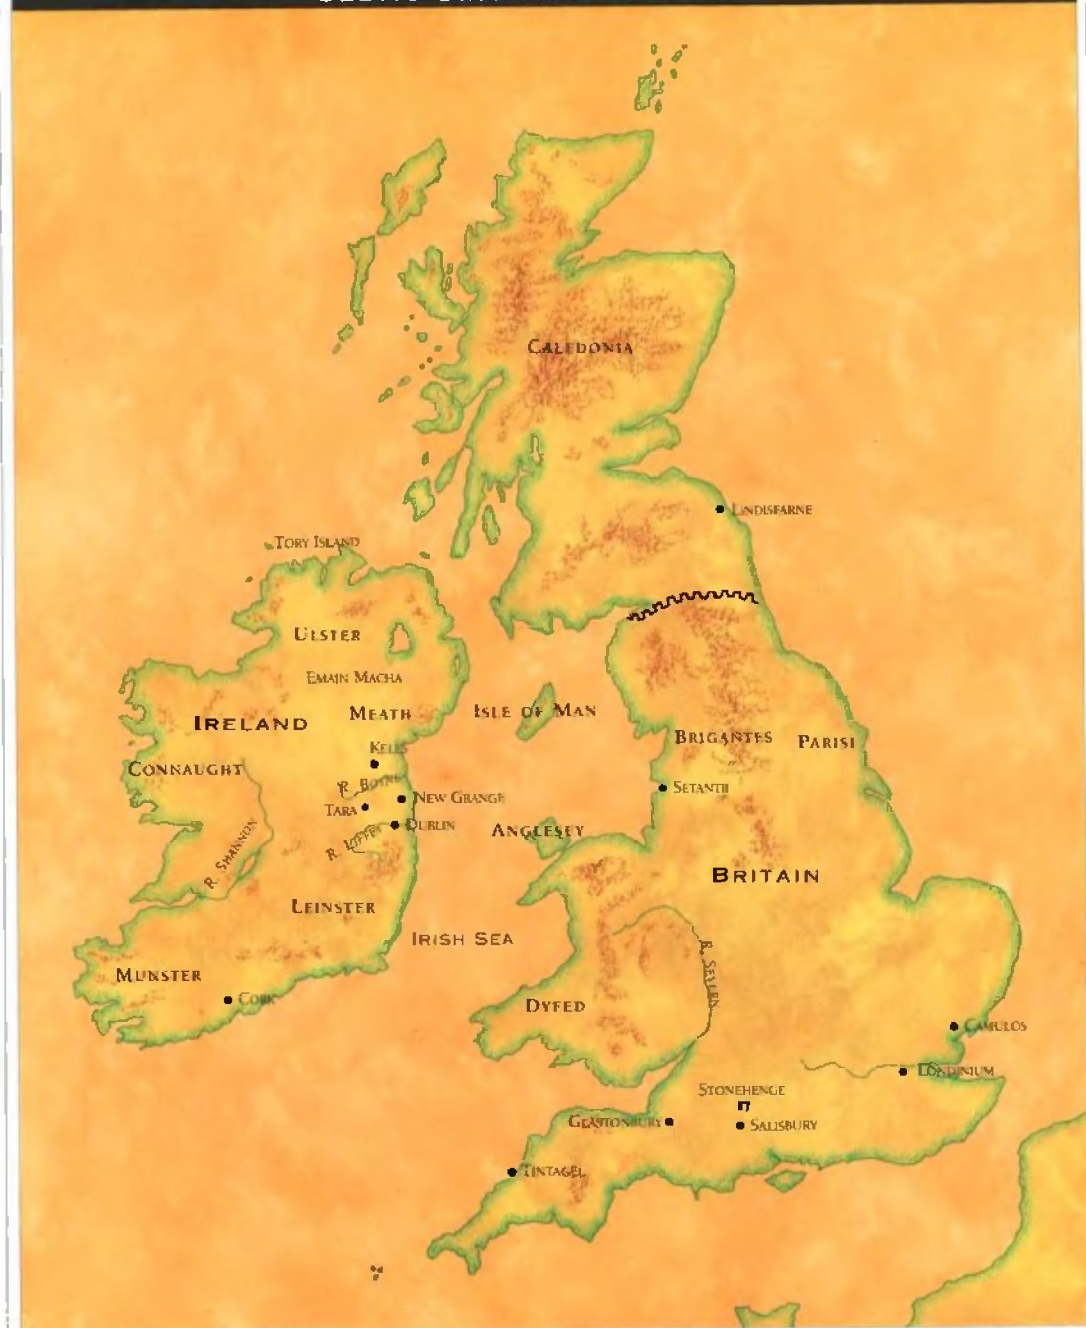 Caledonia
Lindisfarne
Tory Island
Ulster
Emain Macha
Meath
Isle of Man
Ireland
Kells
Brigantes
Parisi
Connaught
R. Boyne
Setantii
New Grange
Tara
Dublin
R. Liffey
Anglesey
R. Shannon
Britain
Leinster
Irish Sea
R. Severn
Munster
Cork
Dyfed
Camulos
Londinium
Stonehenge
Glastonbury
Salisbury
Tintagel